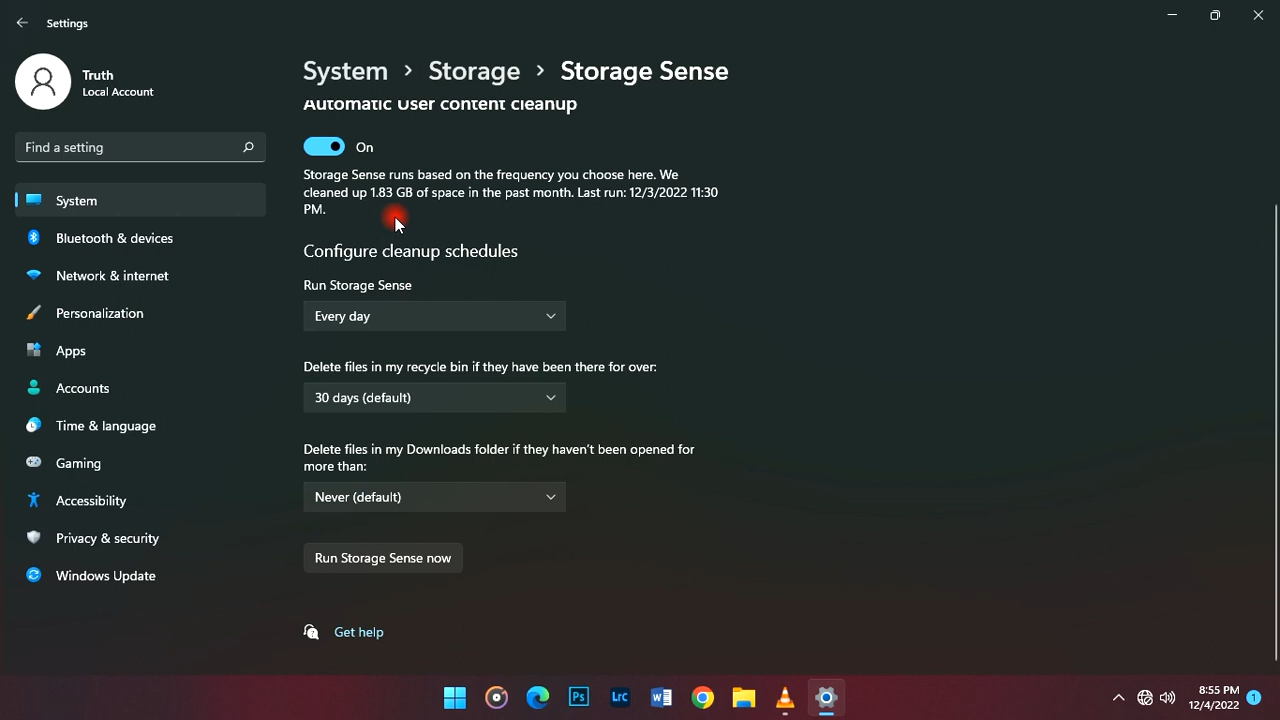 Settings
Truth
Local Account
Find a setting
System
Bluetooth & devices
Network & internet
Personalization
Apps
Accounts
Time & language
Gaming
Accessibility
Privacy & security
Windows Update
System > Storage > Storage Sense
Automatic User content cleanup
On
Storage Sense runs based on the frequency you choose here. We
cleaned up 1.83 GB of space in the past month. Last run: 12/3/2022 11:30
PM.
Configure cleanup schedules
Run Storage Sense
Every day
Delete files in my recycle bin if they have been there for over:
30 days (default)
Delete files in my Downloads folder if they haven't been opened for
more than:
Never (default)
Run Storage Sense now
Get help
Ps
Lrc
W
8:55 PM
12/4/2022
1